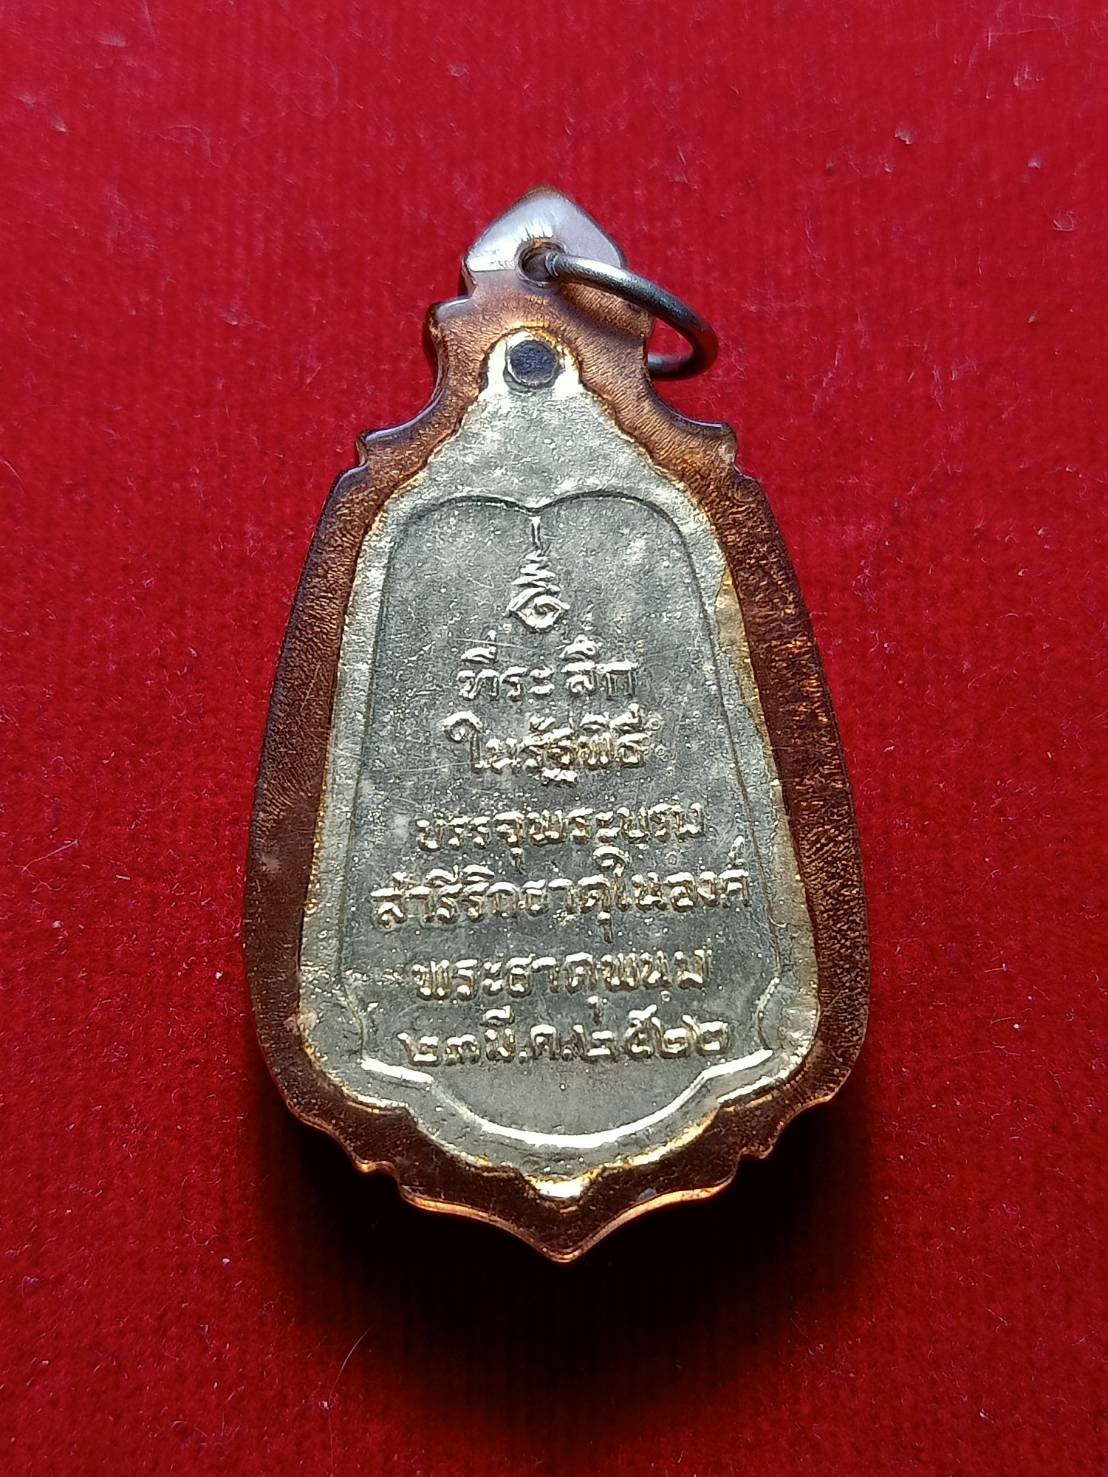 ที่ระลึก
ในรัฐพิธี
บรรจุพระบรม
สารีริกธาตุในองค์
พระธาตุพนม
๒๓ มี.ค. ๒๕๒๒